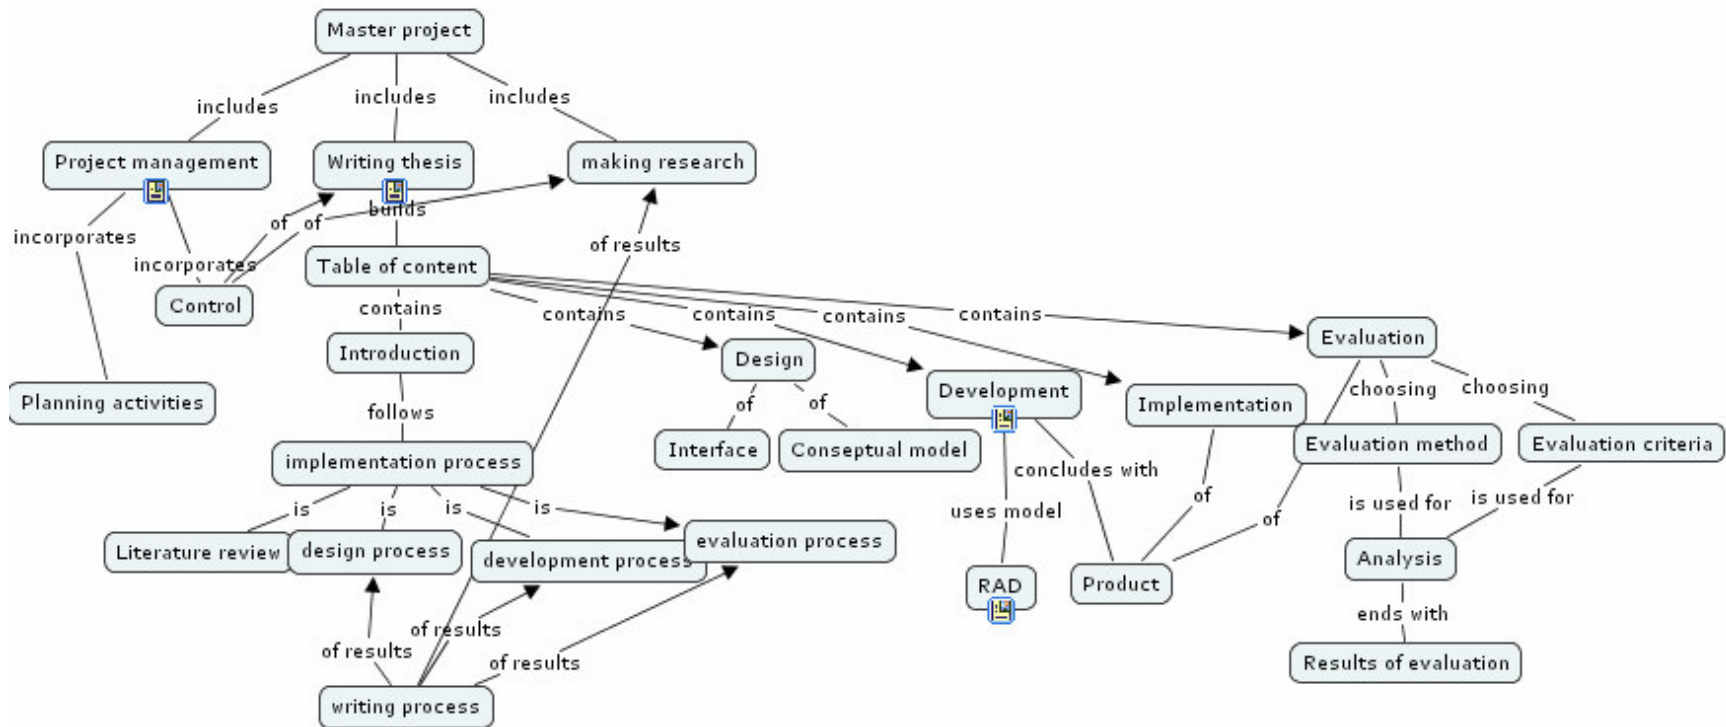 Master project
includes
includes
includes
Project management
Writing thesis
making research
builds
of
of
incorporates
of results
incorporates
Table of content
Control
contains
contains
contains
contains
contains
Introduction
Design
Evaluation
Planning activities
follows
of
of
Development
Implementation
choosing
choosing
Interface
Conseptual model
Evaluation method
Evaluation criteria
implementation process
concludes with
is
is
is
is
uses model
of
of
is used for
is used for
Literature review
design process
development process
evaluation process
RAD
Product
Analysis
of results
of results
of results
ends with
Results of evaluation
writing process